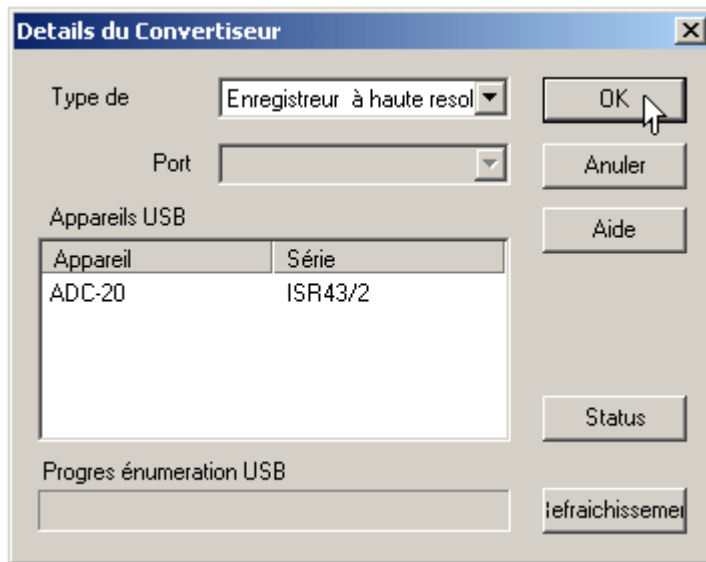 Details du Convertiseur
Type de
Enregistreur à haute resol
OK
Port
Anuler
Appareils USB
Aide
Appareil
Série
ADC-20
ISR43/2
Status
Progres énumeration USB